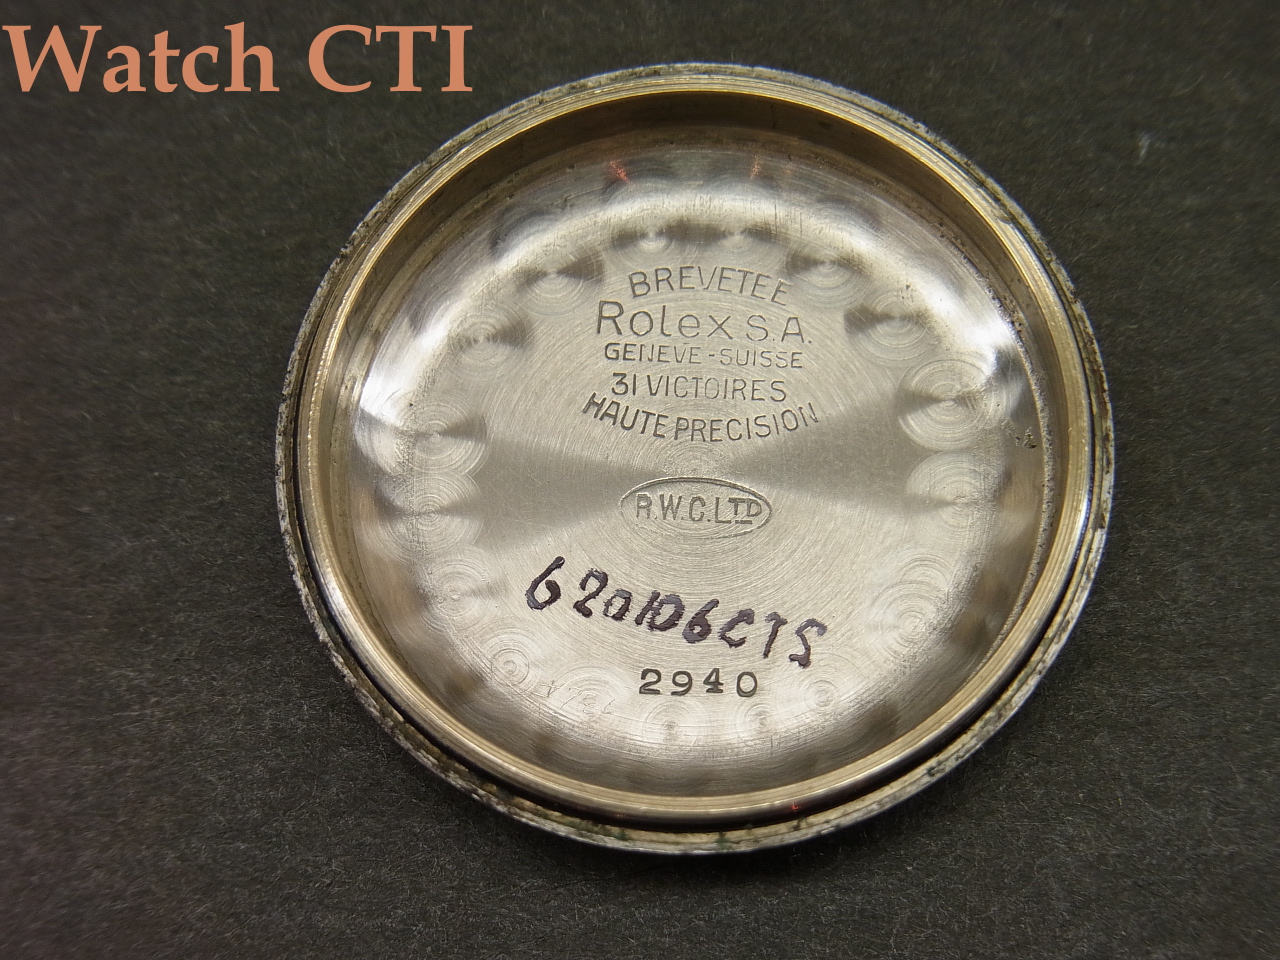 Watch CTI
BREVETEE
Rolex S.A.
GENEVE-SUISSE
31 VICTOIRES
HAUTE PRECISION
R.W.C.LTD
620106CTS
2940